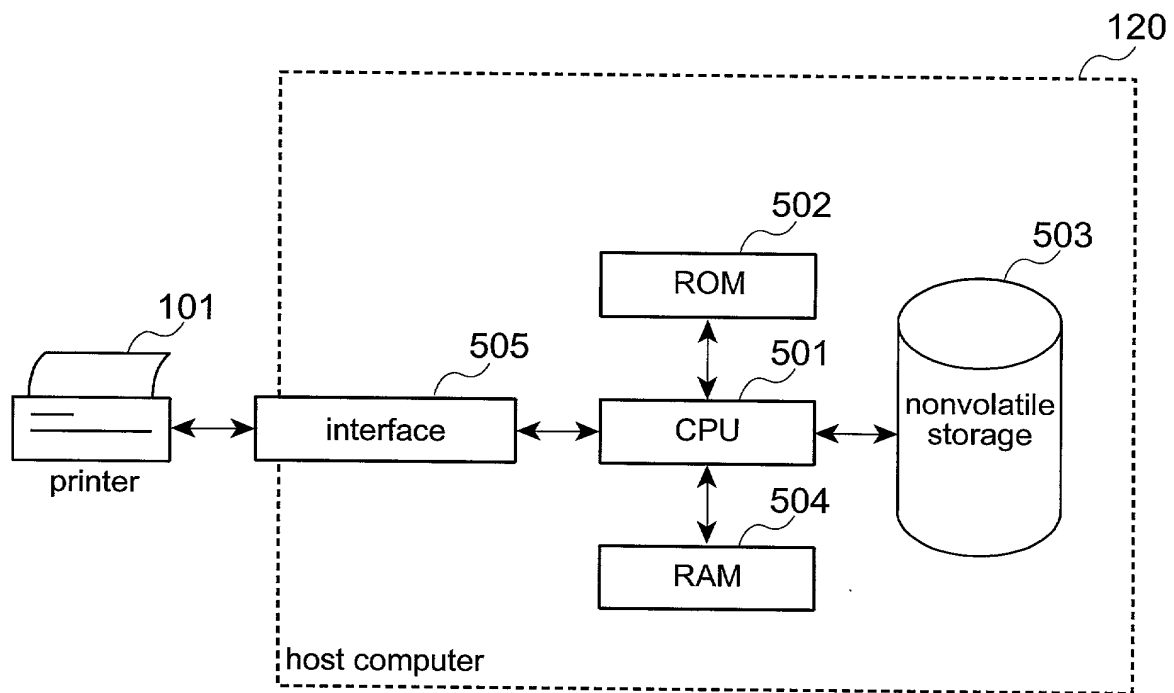 120
502
ROM
503
101
505
501
interface
CPU
nonvolatile
storage
printer
504
RAM
host computer